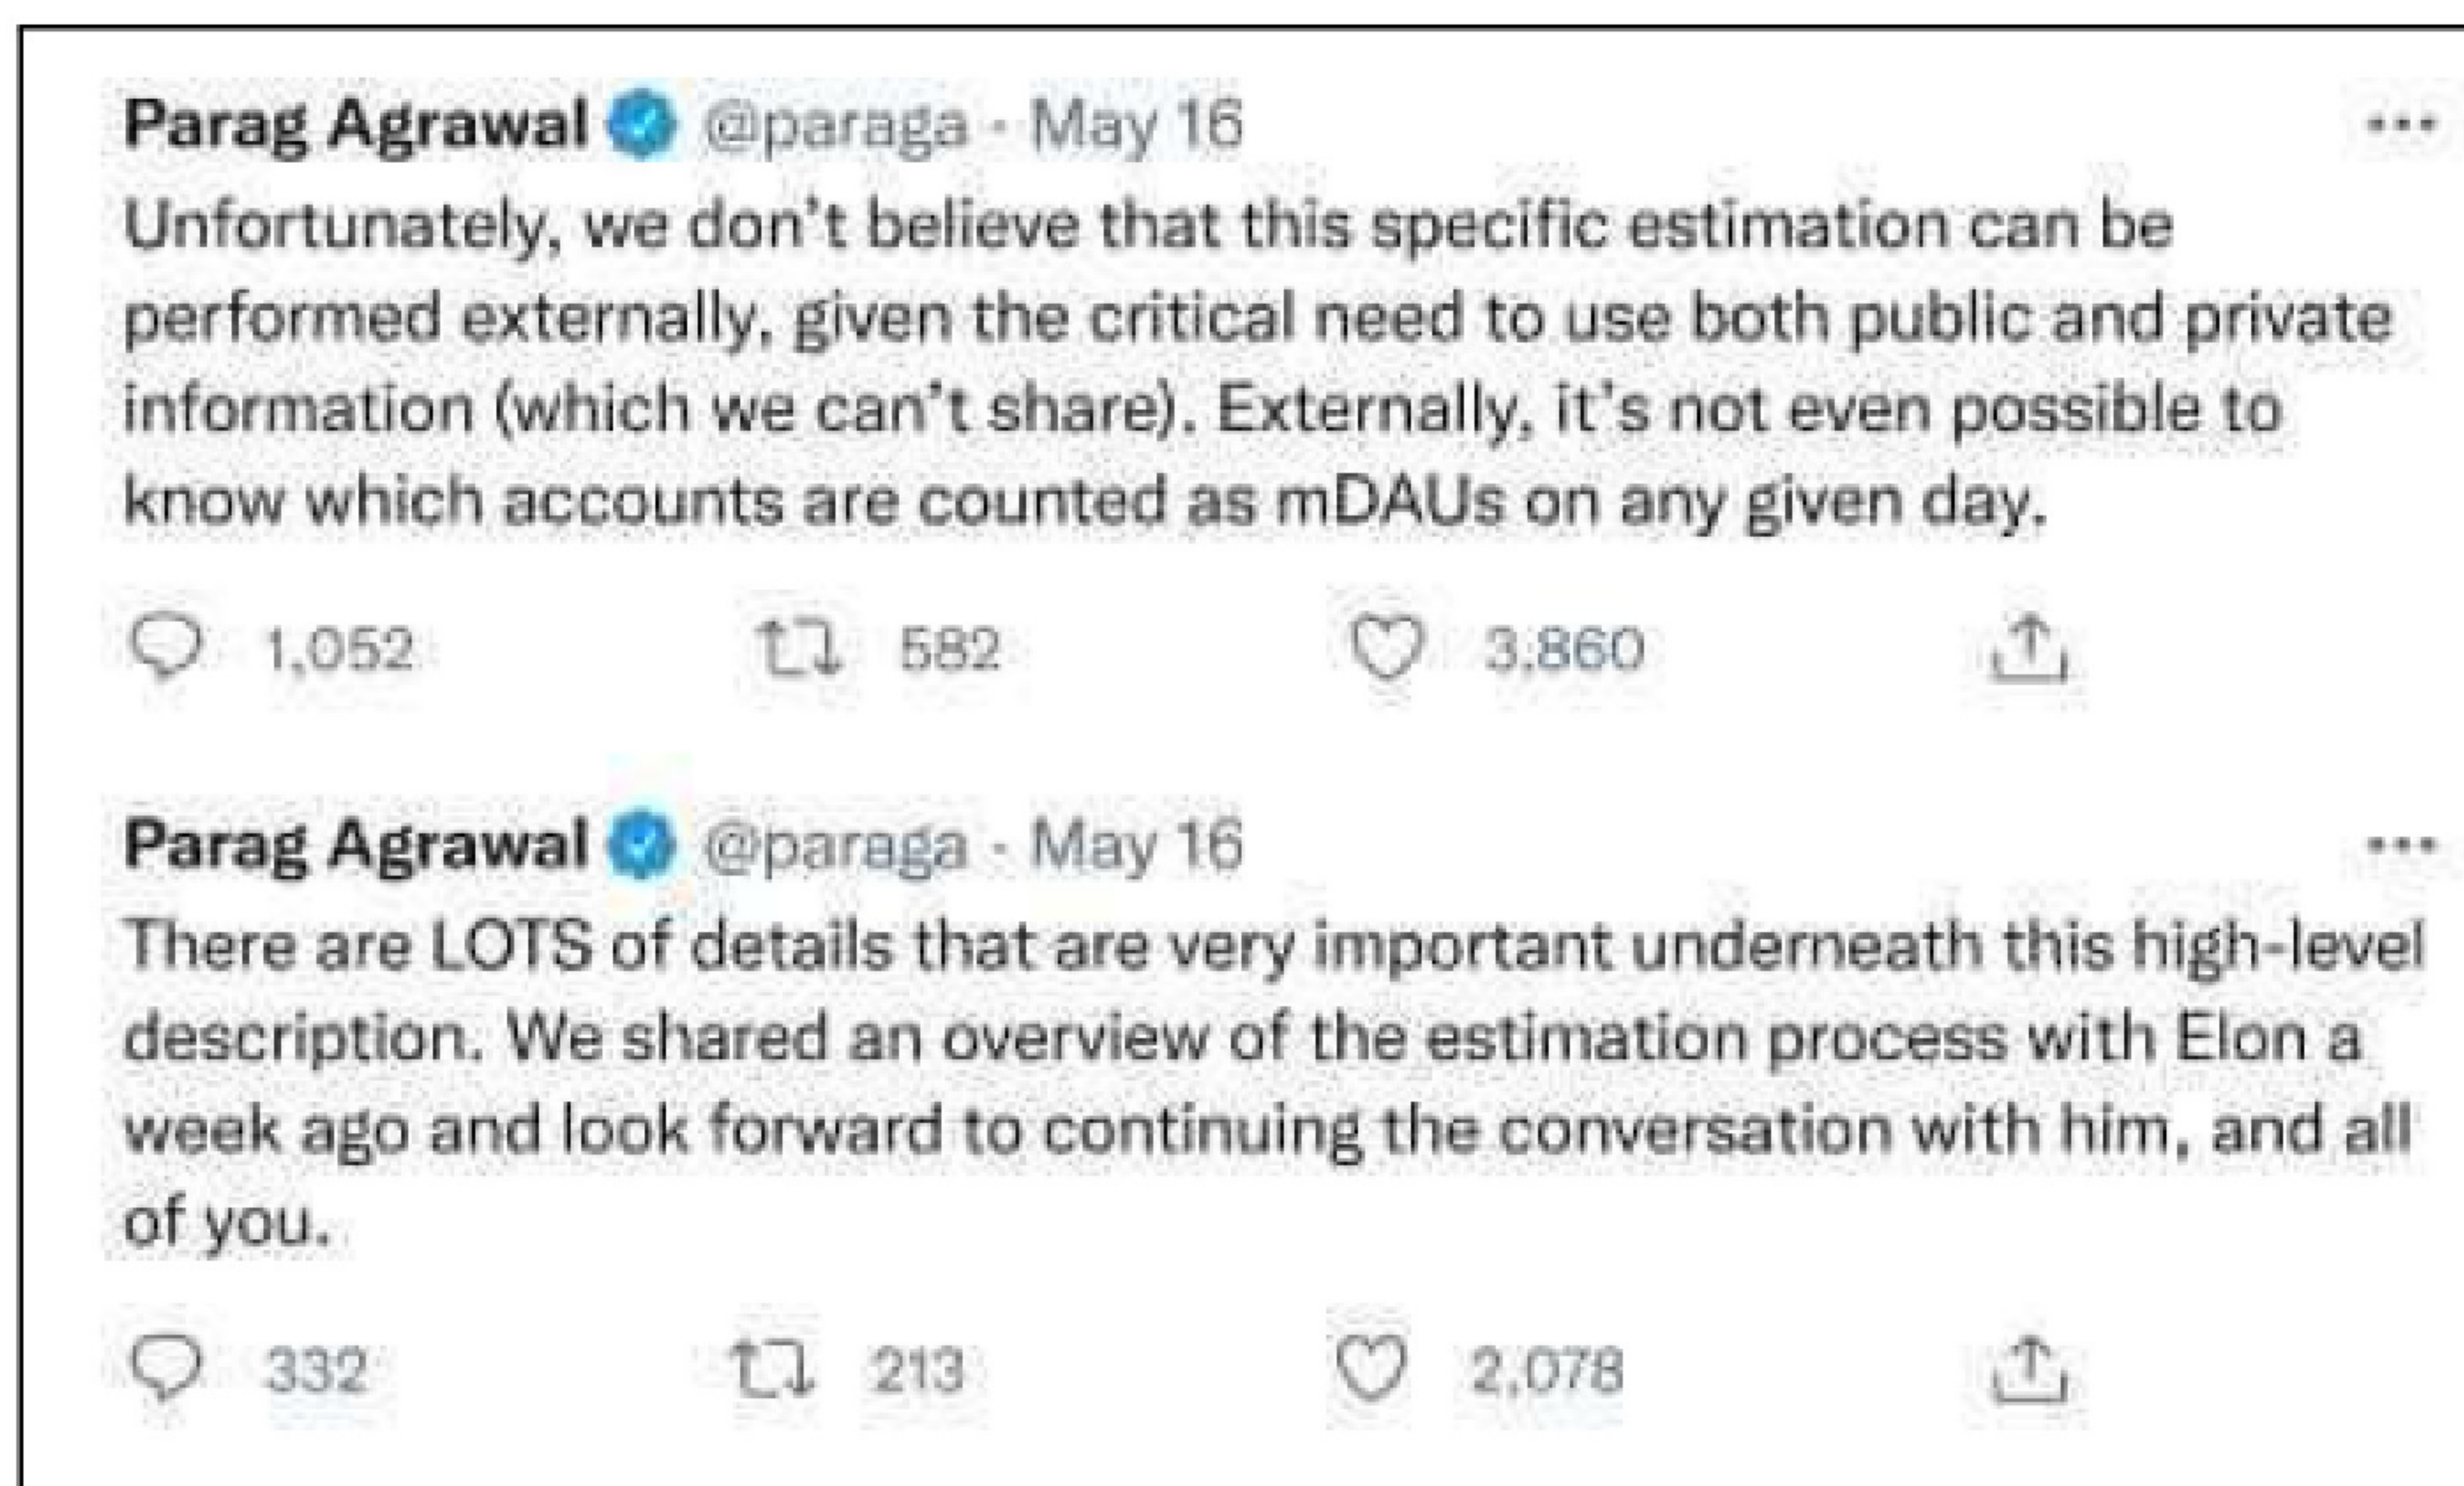 Parag Agrawal @paraga · May 16
Unfortunately, we don't believe that this specific estimation can be
performed externally, given the critical need to use both public and private
information (which we can't share). Externally, it's not even possible to
know which accounts are counted as mDAUs on any given day.
1,052 582 3,860
Parag Agrawal @paraga · May 16
There are LOTS of details that are very important underneath this high-level
description. We shared an overview of the estimation process with Elon a
week ago and look forward to continuing the conversation with him, and all
of you.
332 213 2,078